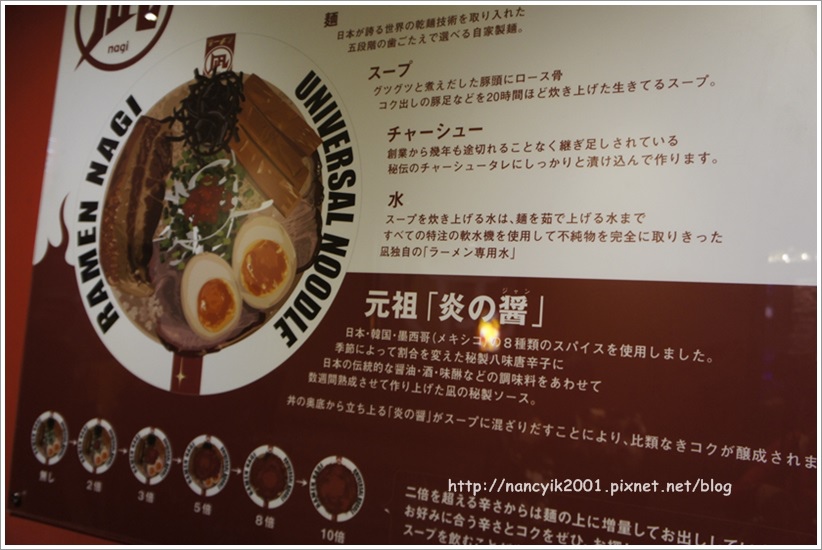 凪
nagi
RAMEN NAGI
UNIVERSAL NOODLE
ラーメン
凪
麺
日本が誇る世界の乾麺技術を取り入れた
五段階の歯ごたえで選べる自家製麺。
スープ
グツグツと煮えだした豚頭にロース骨
コク出しの豚足などを20時間ほど炊き上げた生きてるスープ。
チャーシュー
創業から幾年も途切れることなく継ぎ足しされている
秘伝のチャーシュータレにしっかりと漬け込んで作ります。
水
スープを炊き上げる水は、麺を茹で上げる水まで
すべての特注の軟水機を使用して不純物を完全に取りきった
凪独自の「ラーメン専用水」
ジャン
元祖「炎の醤」
日本・韓国・墨西哥(メキシコ)の8種類のスパイスを使用しました。
季節によって割合を変えた秘製八味唐辛子に
日本の伝統的な醤油・酒・味醂などの調味料をあわせて
数週間熟成させて作り上げた凪の秘製ソース。
丼の奥底から立ち上る「炎の醤」がスープに混ざりだすことにより、比類なきコクが醸成されま
無し
2倍
3倍
5倍
8倍
10倍
二倍を超える辛さからは麺の上に増量してお出ししてい
お好みに合う辛さとコクをぜひ、お探し
スープを飲むこと
http://nancyik2001.pixnet.net/blog